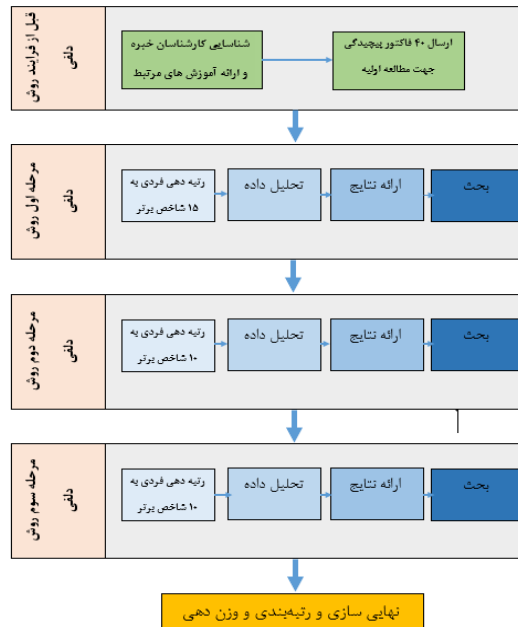 قبل از فرایند روش
دلفی
شناسایی کارشناسان خبره
و ارائه آموزش های مرتبط
ارسال ۴۰ فاکتور پیچیدگی
جهت مطالعه اولیه
مرحله اول روش
دلفی
رتبه دهی فردی به
۱۵ شاخص برتر
تحلیل داده
ارائه نتایج
بحث
مرحله دوم روش
دلفی
رتبه دهی فردی به
۱۰ شاخص برتر
تحلیل داده
ارائه نتایج
بحث
مرحله سوم روش
دلفی
رتبه دهی فردی به
۱۰ شاخص برتر
تحلیل داده
ارائه نتایج
بحث
نهایی سازی و رتبه‌بندی و وزن دهی